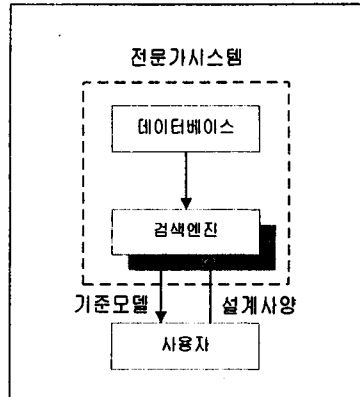 전문가시스템
데이터베이스
검색엔진
기준모델 설계사양
사용자